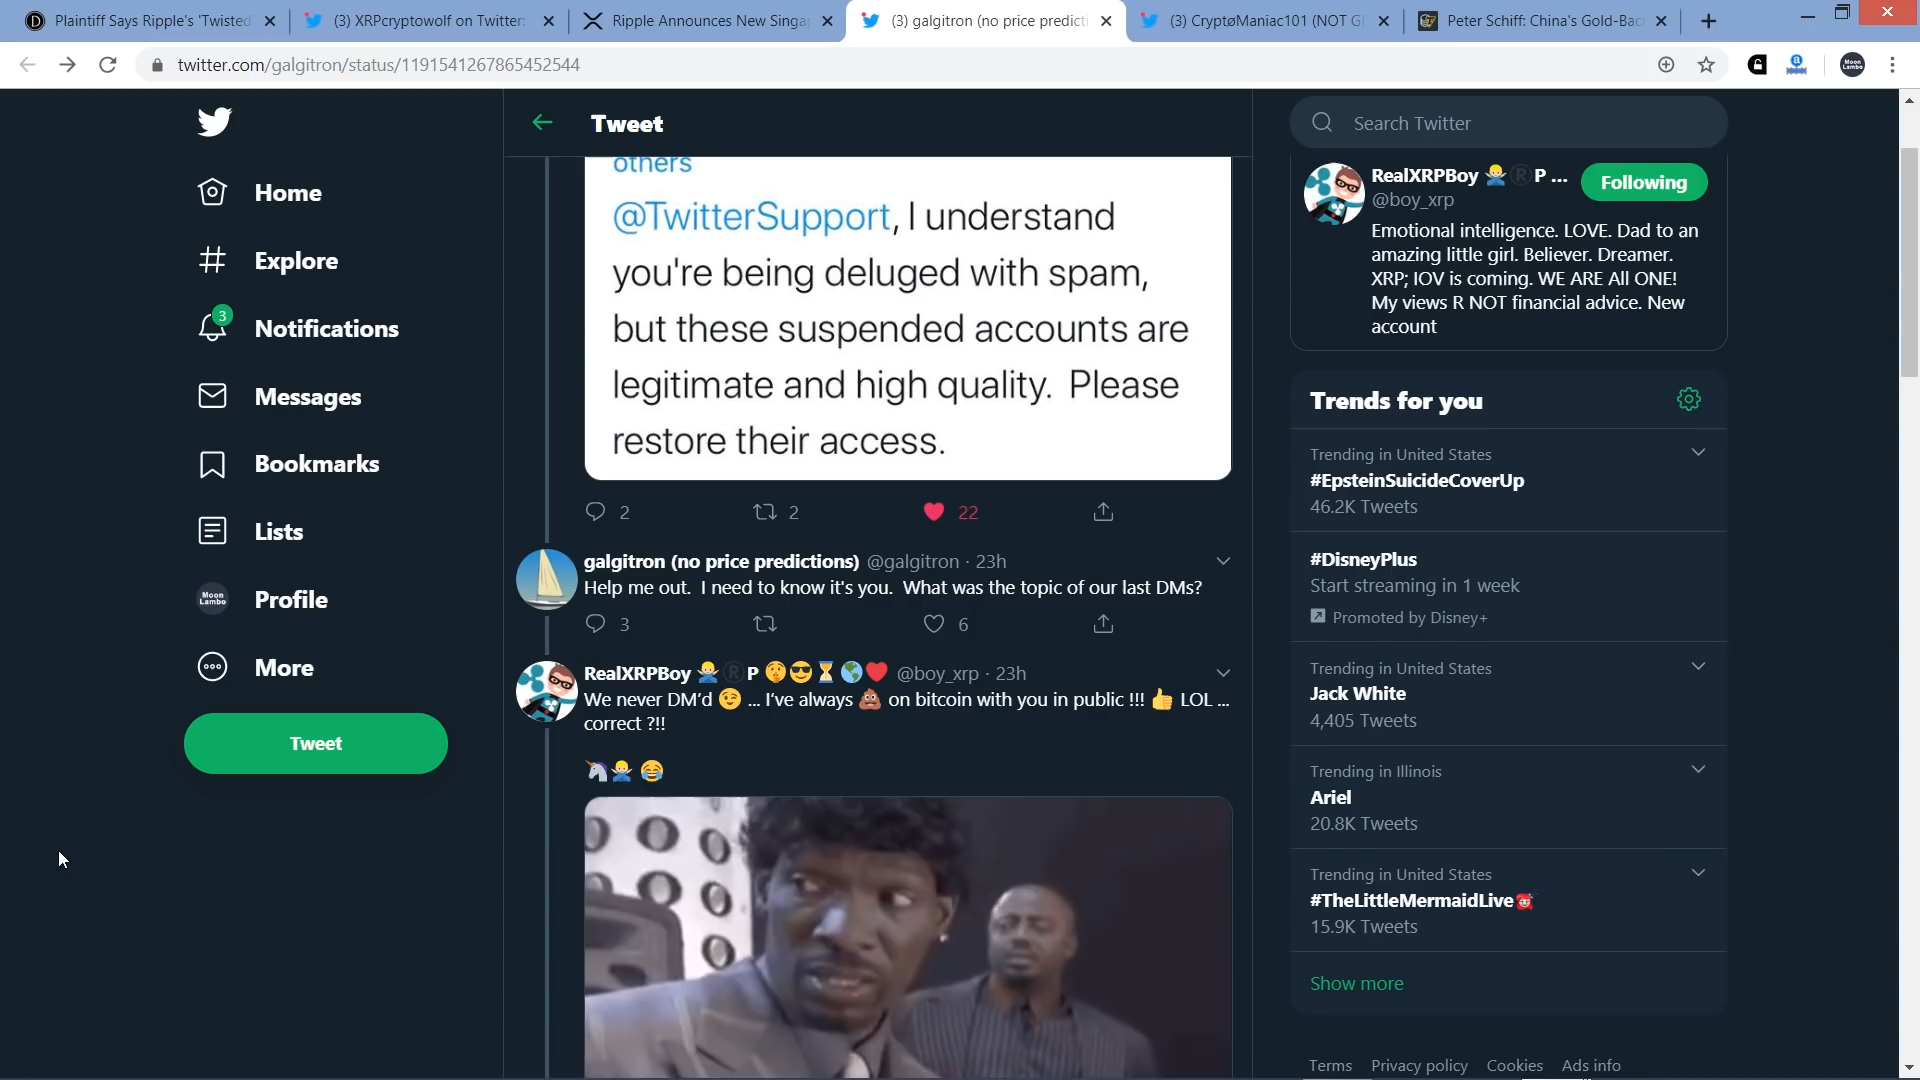 Plaintiff Says Ripple's 'Twisted'
(3) XRPcryptowolf on Twitter:
Ripple Announces New Singap
(3) galgitron (no price predicti
(3) CryptøManiac101 (NOT GI
Peter Schiff: China's Gold-Bac
twitter.com/galgitron/status/1191541267865452544
Home
Explore
3
Notifications
Messages
Bookmarks
Lists
Moon
Lambo
Profile
More
Tweet
Tweet
others
@TwitterSupport, I understand
you're being deluged with spam,
but these suspended accounts are
legitimate and high quality. Please
restore their access.
2 2 22
galgitron (no price predictions) @galgitron · 23h
Help me out. I need to know it's you. What was the topic of our last DMs?
3 6
RealXRPBoy 🙅🏼‍♂️®️P 🤫😎⏳🌎❤️ @boy_xrp · 23h
We never DM'd 😉 ... I've always 💩 on bitcoin with you in public !!! 👍 LOL ...
correct ?!!
🦄🙅🏼‍♂️ 😂
Search Twitter
RealXRPBoy 🙅🏼‍♂️®️P ...
@boy_xrp
Following
Emotional intelligence. LOVE. Dad to an
amazing little girl. Believer. Dreamer.
XRP; IOV is coming. WE ARE All ONE!
My views R NOT financial advice. New
account
Trends for you
Trending in United States
#EpsteinSuicideCoverUp
46.2K Tweets
#DisneyPlus
Start streaming in 1 week
Promoted by Disney+
Trending in United States
Jack White
4,405 Tweets
Trending in Illinois
Ariel
20.8K Tweets
Trending in United States
#TheLittleMermaidLive
15.9K Tweets
Show more
Terms Privacy policy Cookies Ads info